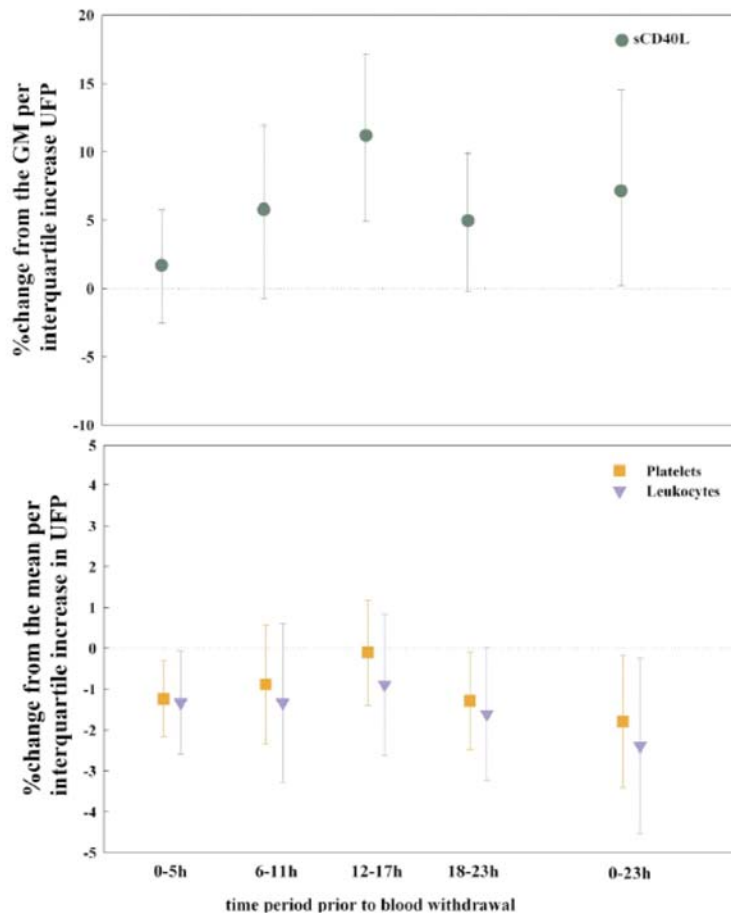 %change from the GM per
interquartile increase UFP
20
15
10
5
0
-5
-10
sCD40L
%change from the mean per
interquartile increase in UFP
5
4
3
2
1
0
-1
-2
-3
-4
-5
Platelets
Leukocytes
0-5h 6-11h 12-17h 18-23h 0-23h
time period prior to blood withdrawal